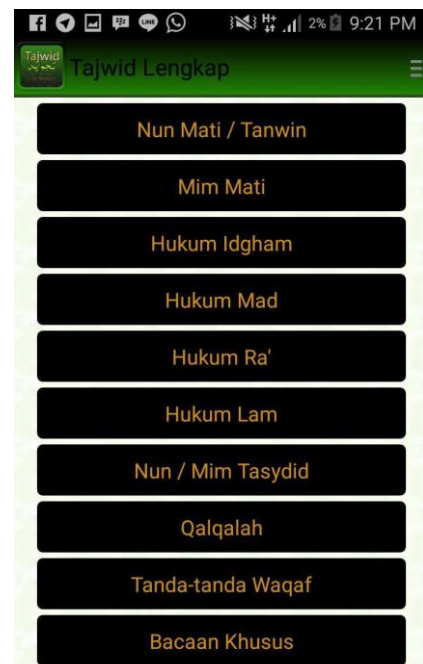 2% 9:21 PM
Tajwid
Tajwid Lengkap
Nun Mati / Tanwin
Mim Mati
Hukum Idgham
Hukum Mad
Hukum Ra'
Hukum Lam
Nun / Mim Tasydid
Qalqalah
Tanda-tanda Waqaf
Bacaan Khusus